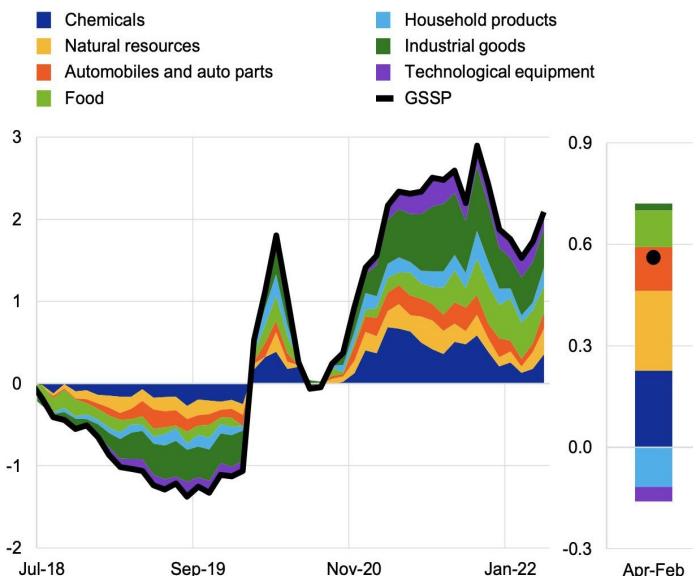 Chemicals
Natural resources
Automobiles and auto parts
Food
Household products
Industrial goods
Technological equipment
GSSP
3
2
1
0
-1
-2
Jul-18
Sep-19
Nov-20
Jan-22
0.9
0.6
0.3
0.0
-0.3
Apr-Feb